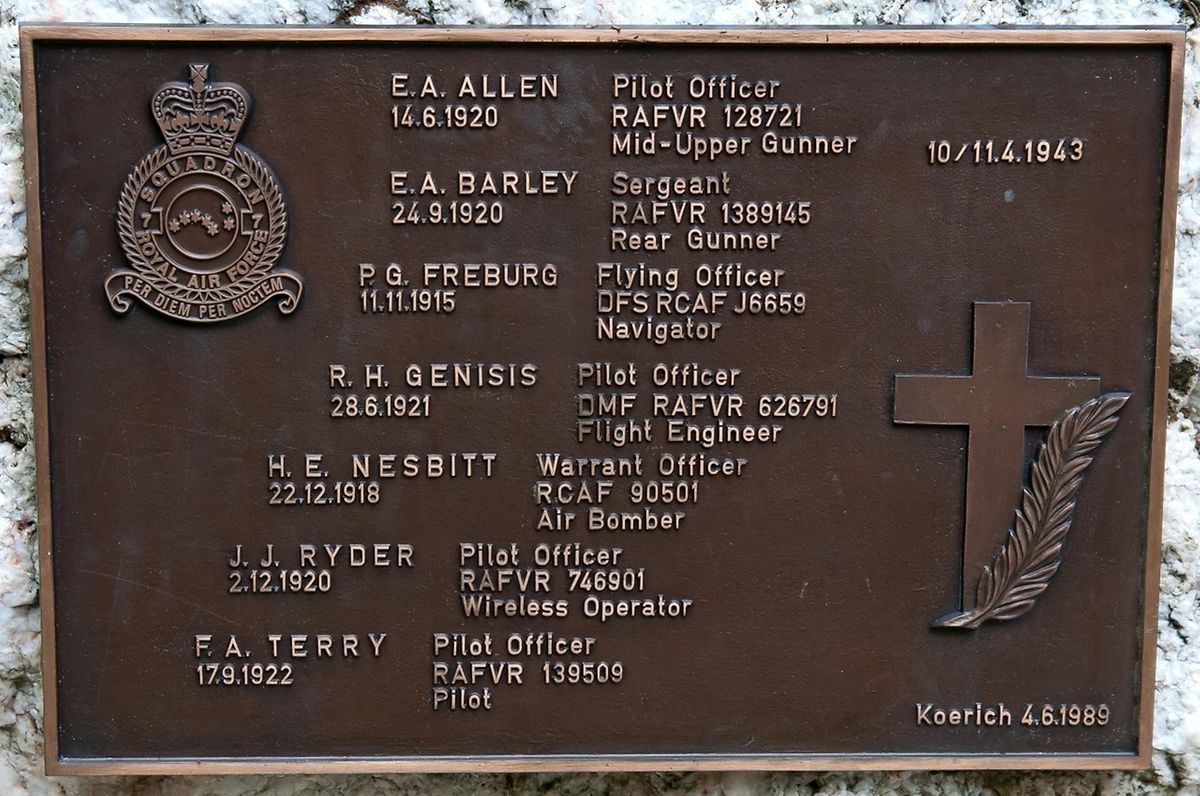 SQUADRON
7 7
ROYAL AIR FORCE
PER DIEM PER NOCTEM
E.A. ALLEN Pilot Officer
14.6.1920 RAFVR 128721
Mid-Upper Gunner
10/11.4.1943
E.A. BARLEY Sergeant
24.9.1920 RAFVR 1389145
Rear Gunner
P.G. FREBURG Flying Officer
11.11.1915 DFS RCAF J6659
Navigator
R.H. GENISIS Pilot Officer
28.6.1921 DMF RAFVR 626791
Flight Engineer
H.E. NESBITT Warrant Officer
22.12.1918 RCAF 90501
Air Bomber
J.J. RYDER Pilot Officer
2.12.1920 RAFVR 746901
Wireless Operator
F.A. TERRY Pilot Officer
17.9.1922 RAFVR 139509
Pilot
Koerich 4.6.1989